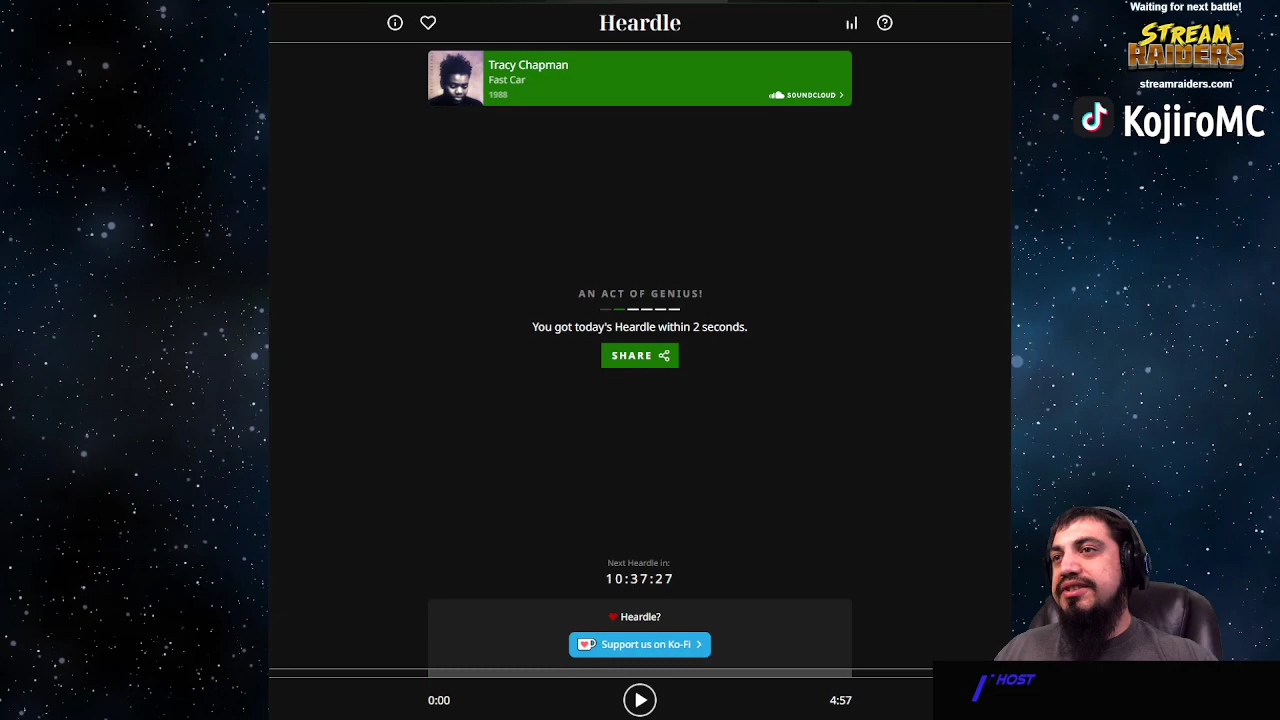 Waiting for next battle!
Heardle
STREAM
RAIDERS
Tracy Chapman
Fast Car
1988
SOUNDCLOUD
streamraiders.com
KojiroMC
AN ACT OF GENIUS!
You got today's Heardle within 2 seconds.
SHARE
Next Heardle in:
10:37:27
Heardle?
Support us on Ko-Fi
HOST
0:00
4:57